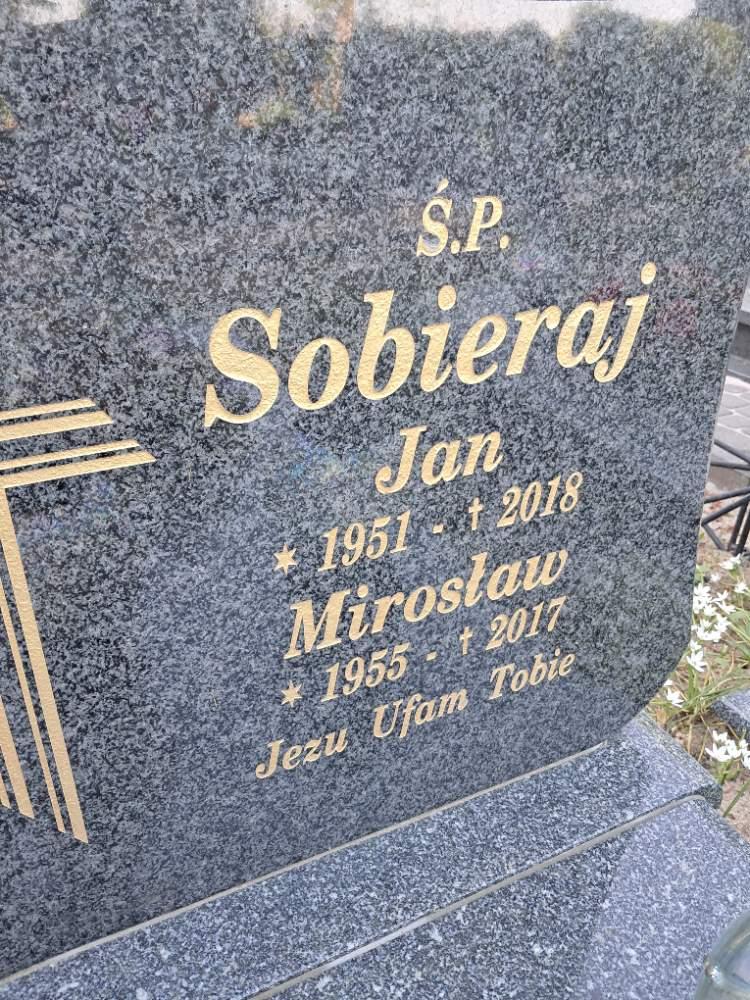 Ś.P.
Sobieraj
Jan
* 1951 - † 2018
Mirosław
* 1955 - † 2017
Jezu Ufam Tobie